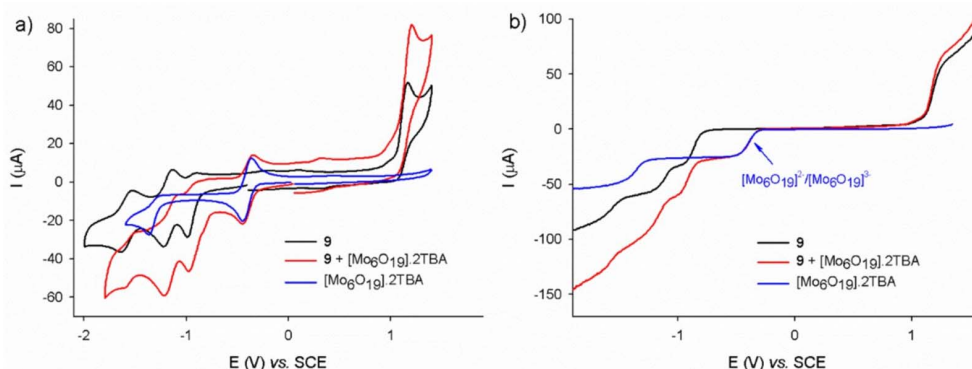 a)
80
60
40
20
0
-20
-40
-60
I (µA)
9
9 + [Mo6O19].2TBA
[Mo6O19].2TBA
-2
-1
0
1
E (V) vs. SCE
b)
100
50
0
-50
-100
-150
I (µA)
[Mo6O19]2-/[Mo6O19]3-
9
9 + [Mo6O19].2TBA
[Mo6O19].2TBA
-1
0
1
E (V) vs. SCE